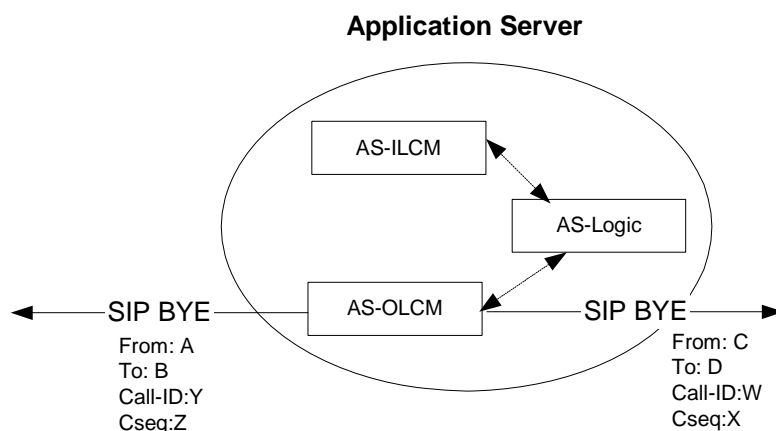 Application Server
AS-ILCM
AS-Logic
AS-OLCM
SIP BYE
From: A
To: B
Call-ID:Y
Cseq:Z
SIP BYE
From: C
To: D
Call-ID:W
Cseq:X